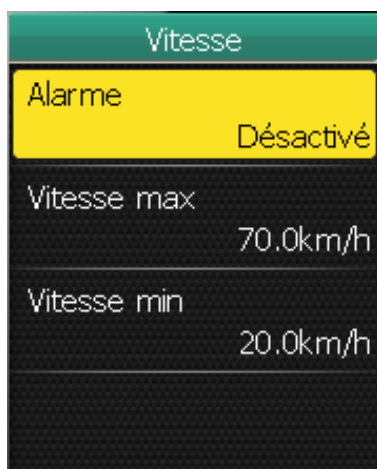 Vitesse
Alarme
Désactivé
Vitesse max
70.0km/h
Vitesse min
20.0km/h